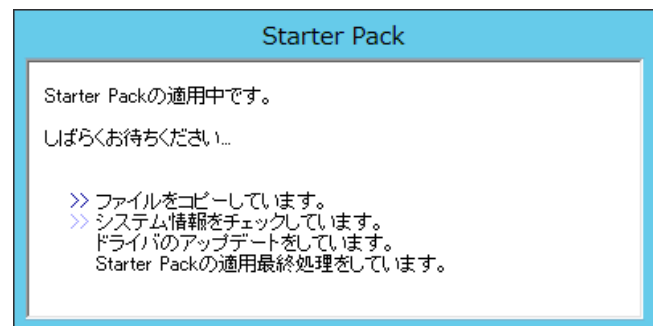 Starter Pack
Starter Packの適用中です。
しばらくお待ちください...
>> ファイルをコピーしています。
>> システム情報をチェックしています。
ドライバのアップデートをしています。
Starter Packの適用最終処理をしています。